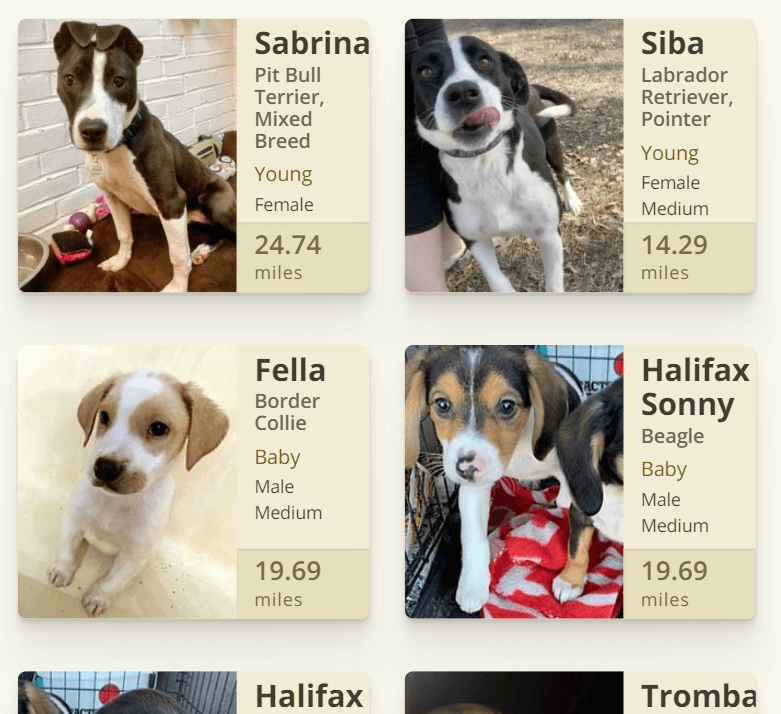 Sabrina
Pit Bull
Terrier,
Mixed
Breed
Young
Female
24.74
miles
Siba
Labrador
Retriever,
Pointer
Young
Female
Medium
14.29
miles
Fella
Border
Collie
Baby
Male
Medium
19.69
miles
Halifax
Sonny
Beagle
Baby
Male
Medium
19.69
miles
Halifax